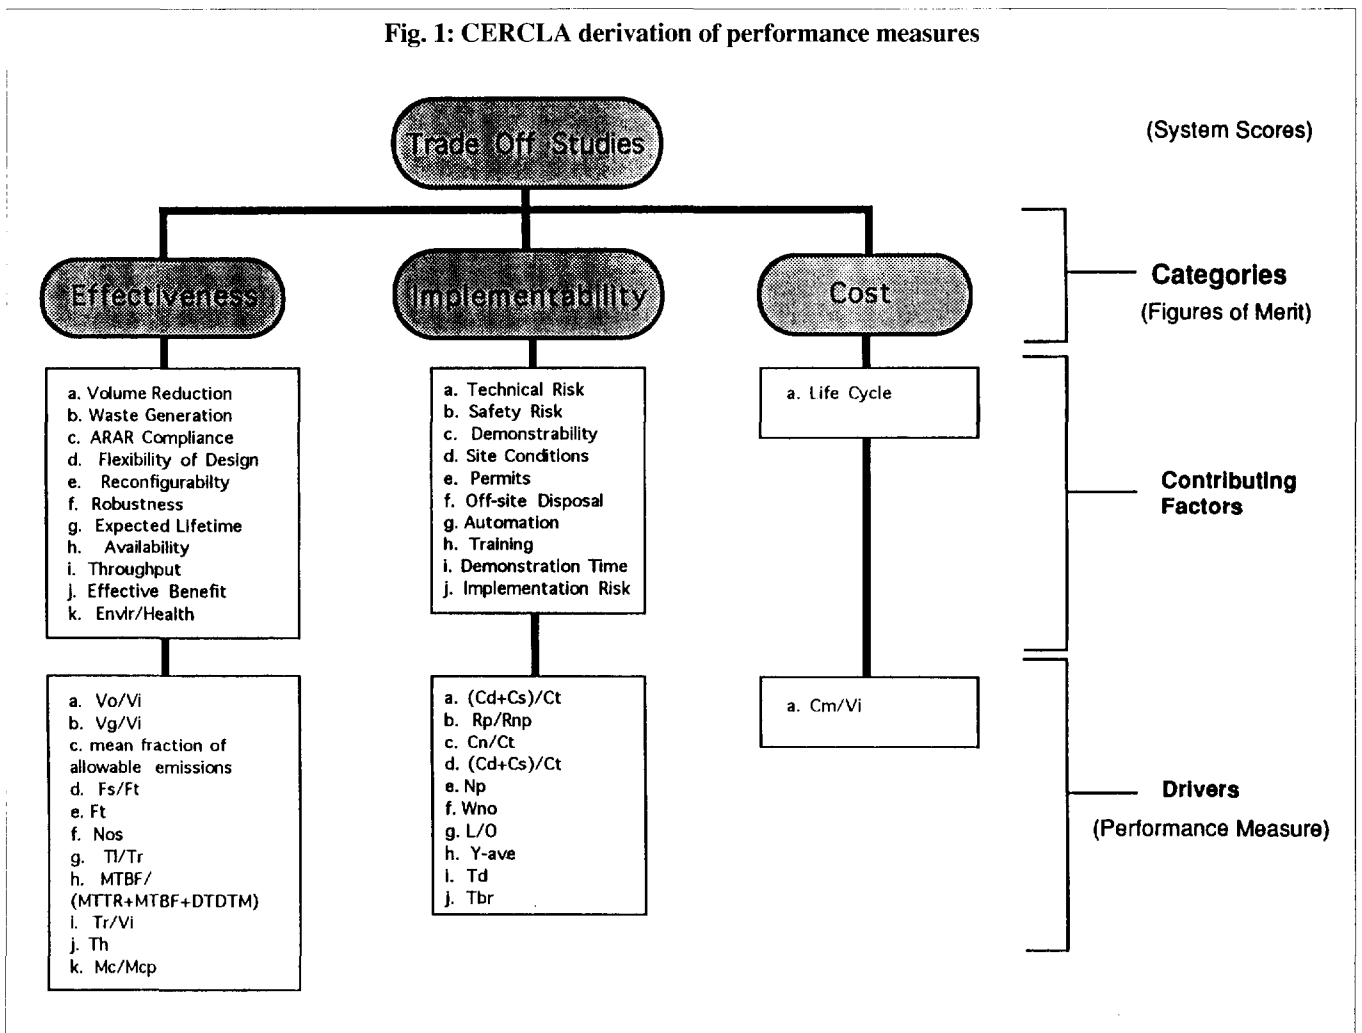 Fig. 1: CERCLA derivation of performance measures
Trade Off Studies
(System Scores)
Effectiveness
Implementability
Cost
Categories
(Figures of Merit)
a. Volume Reduction
b. Waste Generation
c. ARAR Compliance
d. Flexibility of Design
e. Reconfigurabilty
f. Robustness
g. Expected Lifetime
h. Availability
i. Throughput
j. Effective Benefit
k. Envir/Health
a. Technical Risk
b. Safety Risk
c. Demonstrability
d. Site Conditions
e. Permits
f. Off-site Disposal
g. Automation
h. Training
i. Demonstration Time
j. Implementation Risk
a. Life Cycle
Contributing
Factors
a. Vo/Vi
b. Vg/Vi
c. mean fraction of
allowable emissions
d. Fs/Ft
e. Ft
f. Nos
g. Tl/Tr
h. MTBF/
(MTTR+MTBF+DTDTM)
i. Tr/Vi
j. Th
k. Mc/Mcp
a. (Cd+Cs)/Ct
b. Rp/Rnp
c. Cn/Ct
d. (Cd+Cs)/Ct
e. Np
f. Wno
g. L/O
h. Y-ave
i. Td
j. Tbr
a. Cm/Vi
Drivers
(Performance Measure)